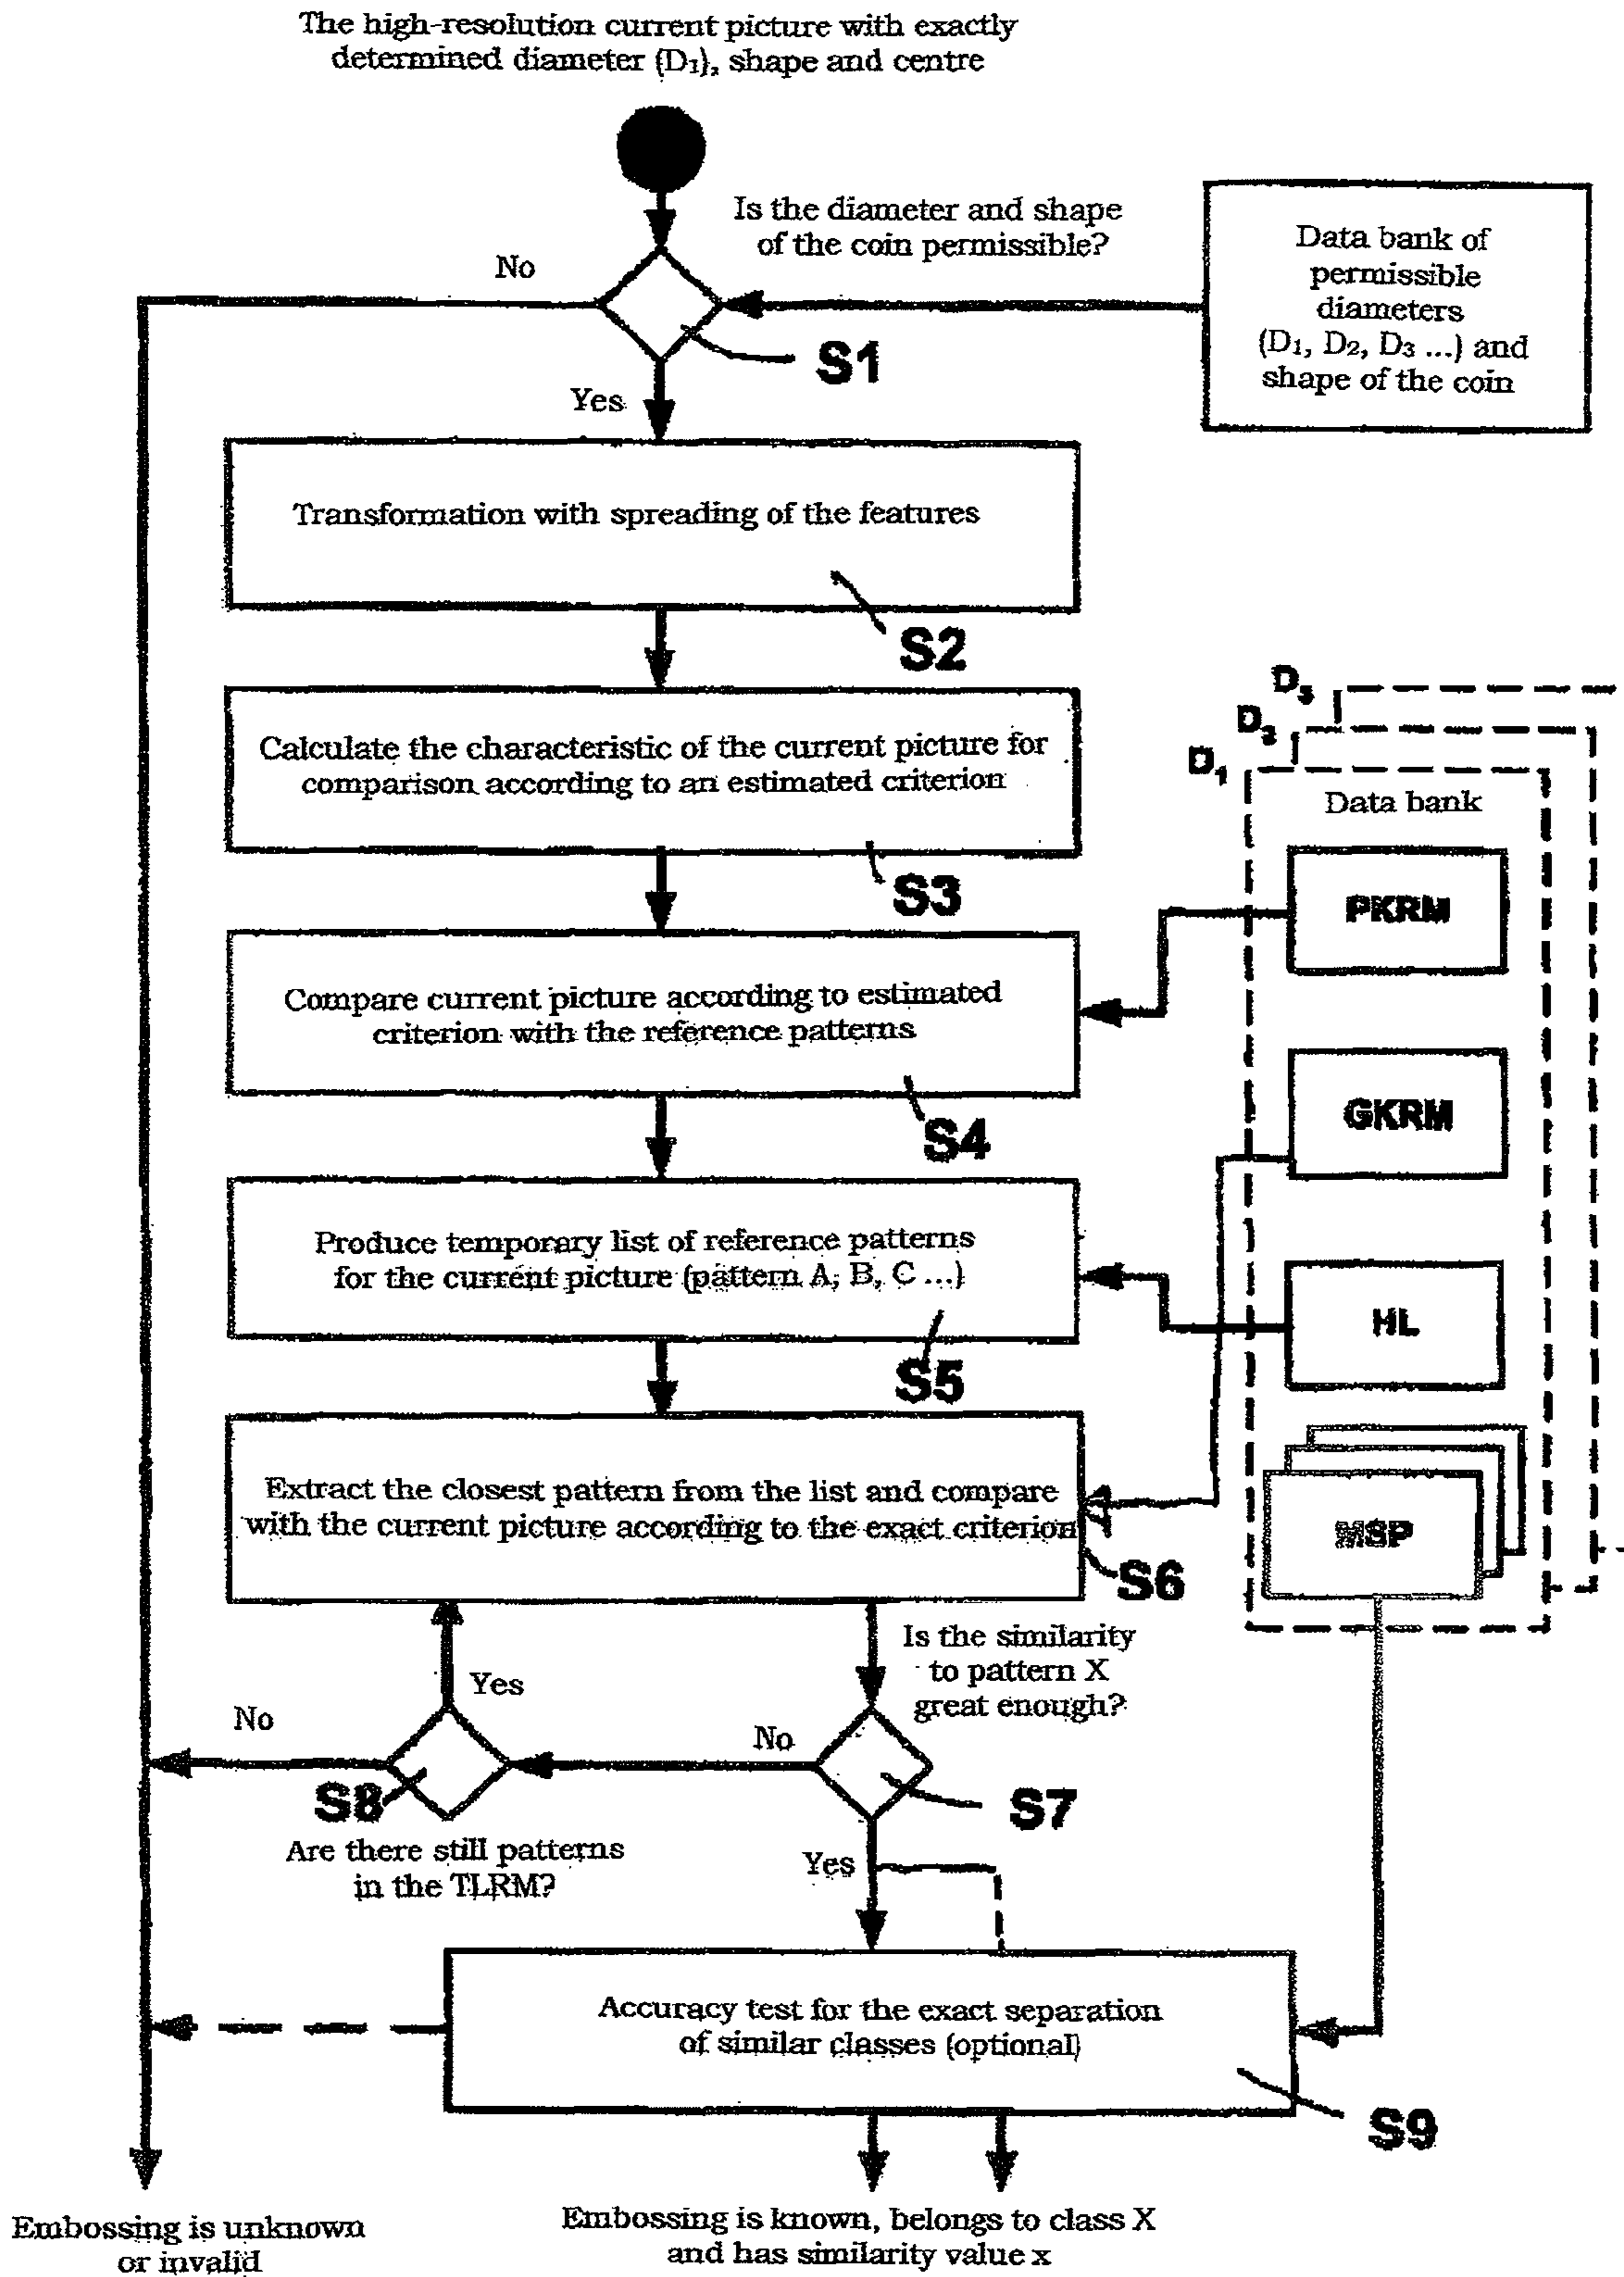 The high-resolution current picture with exactly
determined diameter (D₁), shape and centre
Is the diameter and shape
of the coin permissible?
Data bank of
permissible
diameters
(D₁, D₂, D₃ ...) and
shape of the coin
No
S1
Yes
Transformation with spreading of the features
S2
Calculate the characteristic of the current picture for
comparison according to an estimated criterion
S3
D₃
D₂
D₁
Data bank
PKRM
Compare current picture according to estimated
criterion with the reference patterns
S4
GKRM
Produce temporary list of reference patterns
for the current picture (pattern A, B, C ...)
S5
HL
Extract the closest pattern from the list and compare
with the current picture according to the exact criterion
S6
MSP
Is the similarity
to pattern X
great enough?
Yes
No
No
S8
S7
Are there still patterns
in the TLRM?
Yes
Accuracy test for the exact separation
of similar classes (optional)
S9
Embossing is unknown
or invalid
Embossing is known, belongs to class X
and has similarity value x